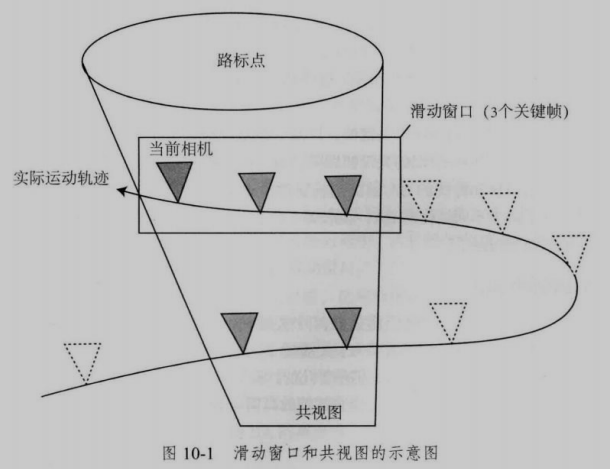 路标点
滑动窗口（3个关键帧）
当前相机
实际运动轨迹
共视图
图 10-1 滑动窗口和共视图的示意图